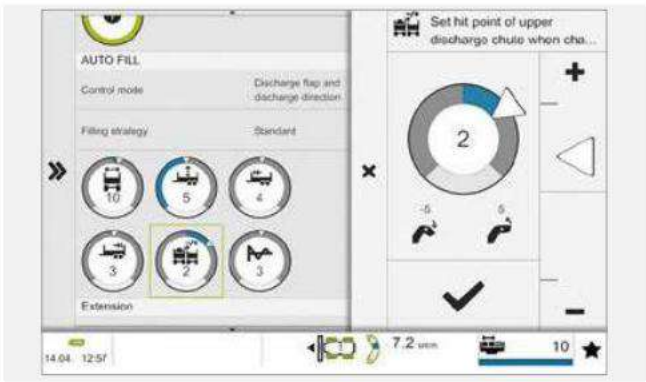 Set hit point of upper
discharge chute when cha...
AUTO FILL
Control mode
Discharge flap and
discharge direction
Filling strategy
Standard
10
5
4
3
2
3
Extension
2
-5
5
14.04. 12:57
7.2
10